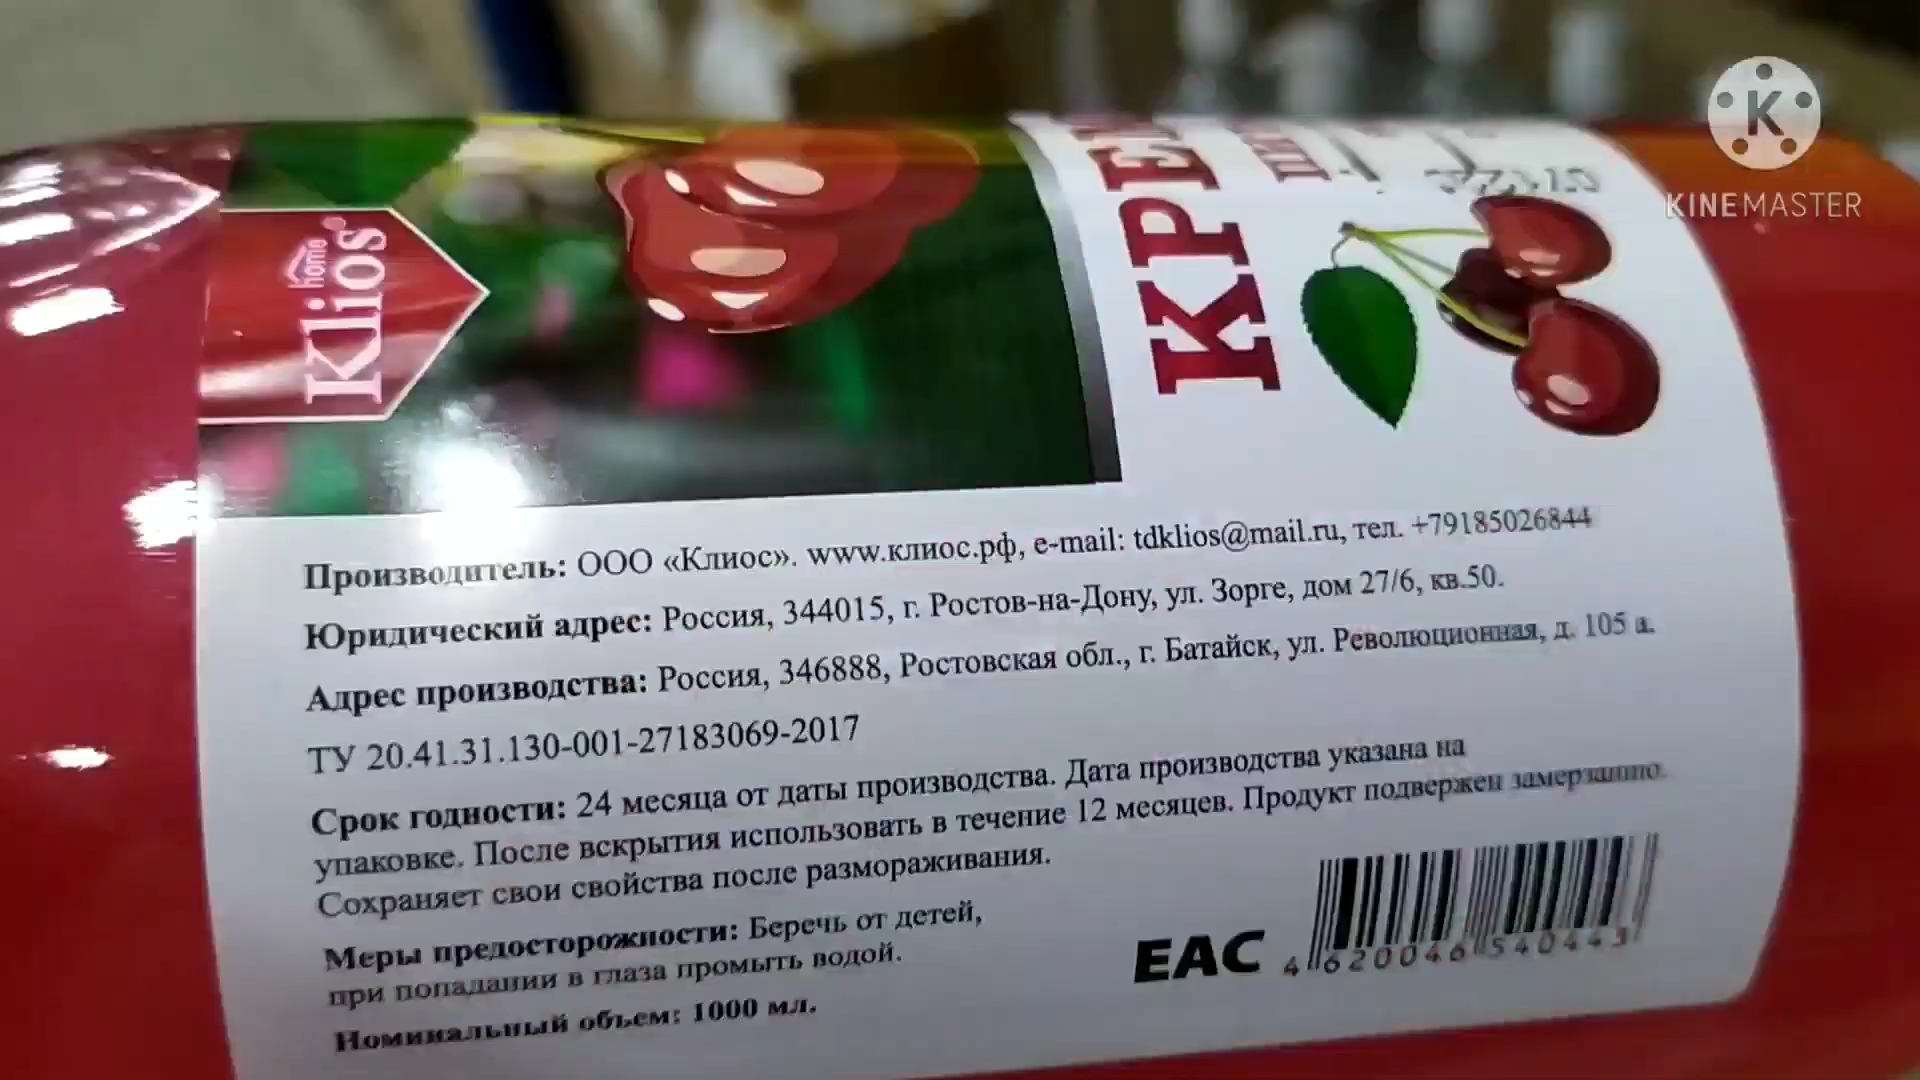 KINEMASTER
Klios
home
КРЕ
Производитель: ООО «Клиос». www.клиос.рф, e-mail: tdklios@mail.ru, тел. +79185026844
Юридический адрес: Россия, 344015, г. Ростов-на-Дону, ул. Зорге, дом 27/6, кв.50.
Адрес производства: Россия, 346888, Ростовская обл., г. Батайск, ул. Революционная, д. 105 а.
ТУ 20.41.31.130-001-27183069-2017
Срок годности: 24 месяца от даты производства. Дата производства указана на
упаковке. После вскрытия использовать в течение 12 месяцев. Продукт подвержен замерзанию.
Сохраняет свои свойства после размораживания.
Меры предосторожности: Беречь от детей,
при попадании в глаза промыть водой.
Номинальный объем: 1000 мл.
EAC
4 620046 540443